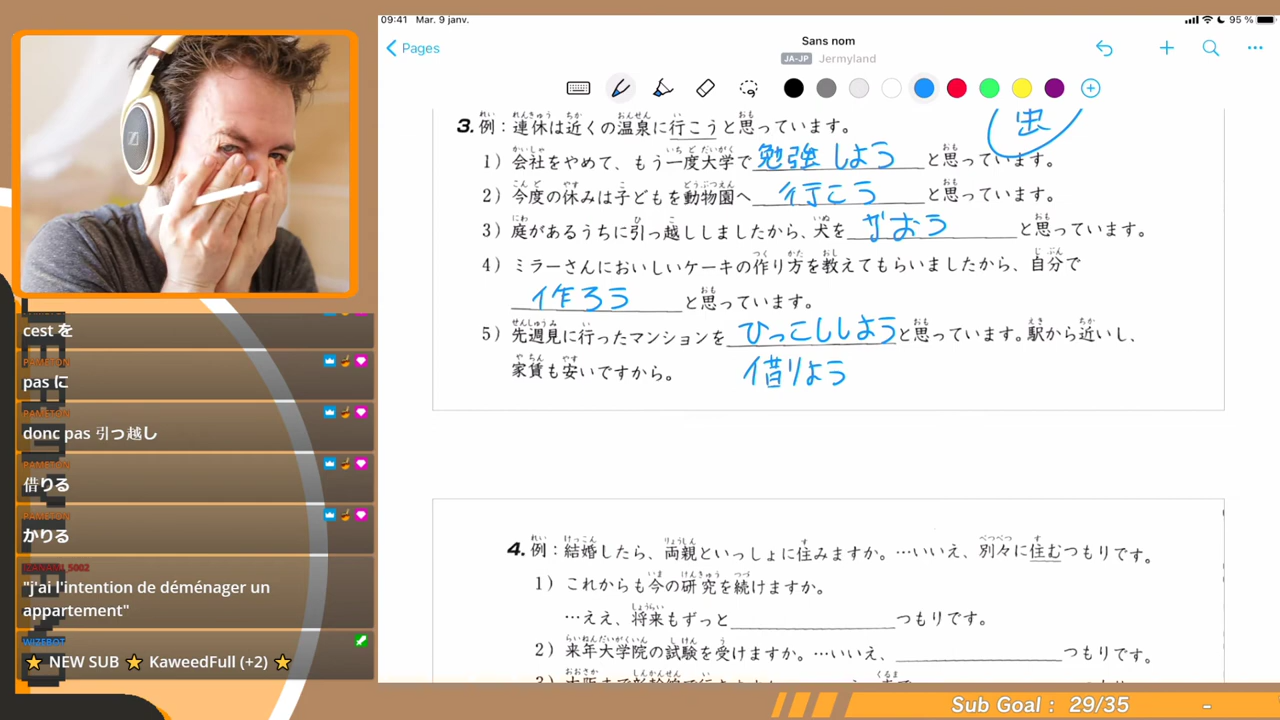 09:41 Mar. 9 janv.
95 %
Pages
Sans nom
JA-JP Jermyland
3. 例：連休は近くの温泉に行こうと思っています。
1）会社をやめて、もう一度大学で 勉強しよう と思っています。
2）今度の休みは子どもを動物園へ 行こう と思っています。
3）庭があるうちに引っ越ししましたから、犬を おう と思っています。
4）ミラーさんにおいしいケーキの作り方を教えてもらいましたから、自分で
作ろう と思っています。
5）先週見に行ったマンションを ひっこししよう と思っています。駅から近いし、
家賃も安いですから。 借りよう
4. 例：結婚したら、両親といっしょに住みますか。…いいえ、別々に住むつもりです。
1）これからも今の研究を続けますか。
…ええ、将来もずっと つもりです。
2）来年大学院の試験を受けますか。…いいえ、 つもりです。
cest を
PAMETON
pas に
PAMETON
donc pas 引っ越し
PAMETON
借りる
PAMETON
かりる
"j'ai l'intention de déménager un
appartement"
WIZEBOT
NEW SUB KaweedFull (+2)
Sub Goal : 29/35 -